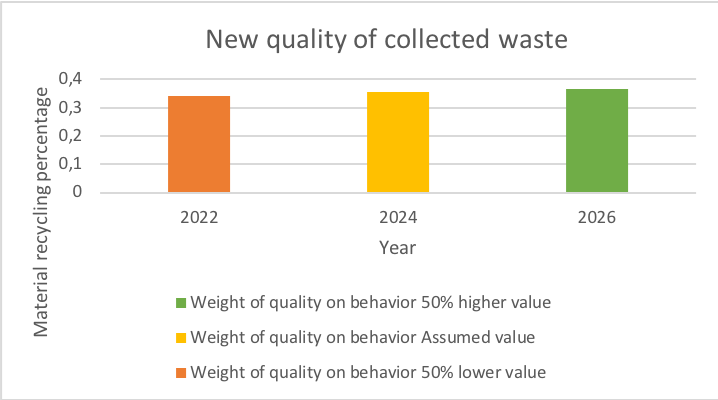 New quality of collected waste
Material recycling percentage
0,4
0,3
0,2
0,1
0
2022 2024 2026
Year
Weight of quality on behavior 50% higher value
Weight of quality on behavior Assumed value
Weight of quality on behavior 50% lower value